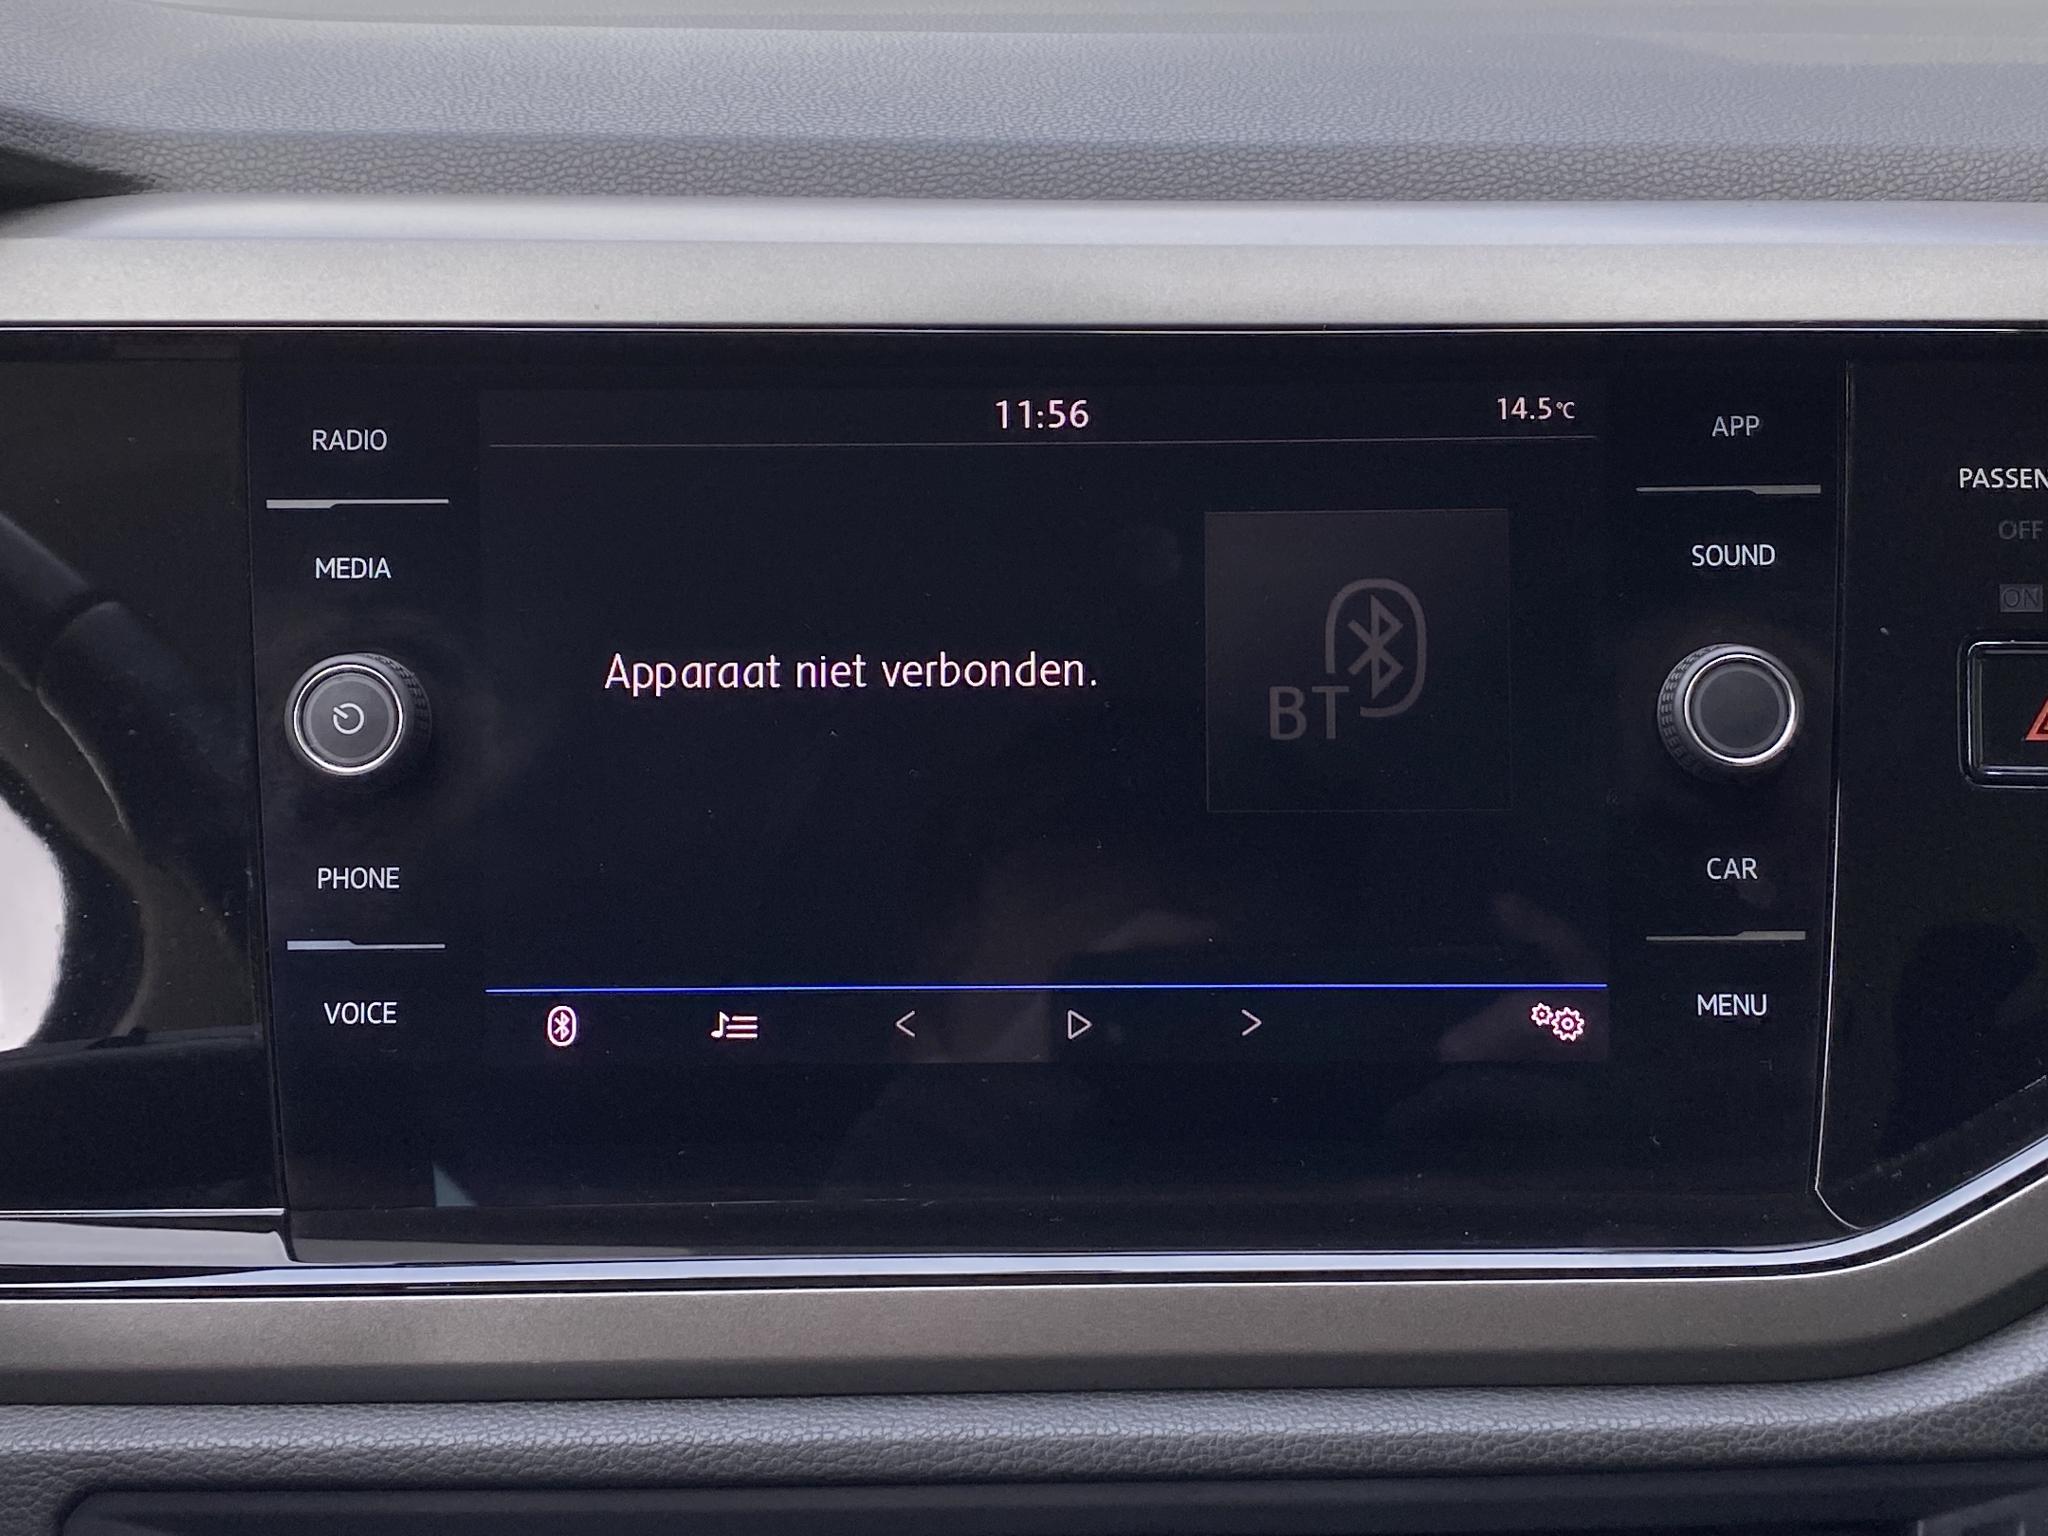 11:56
14.5°C
RADIO
MEDIA
PHONE
VOICE
Apparaat niet verbonden.
BT
APP
SOUND
CAR
MENU
PASSEN
OFF
ON